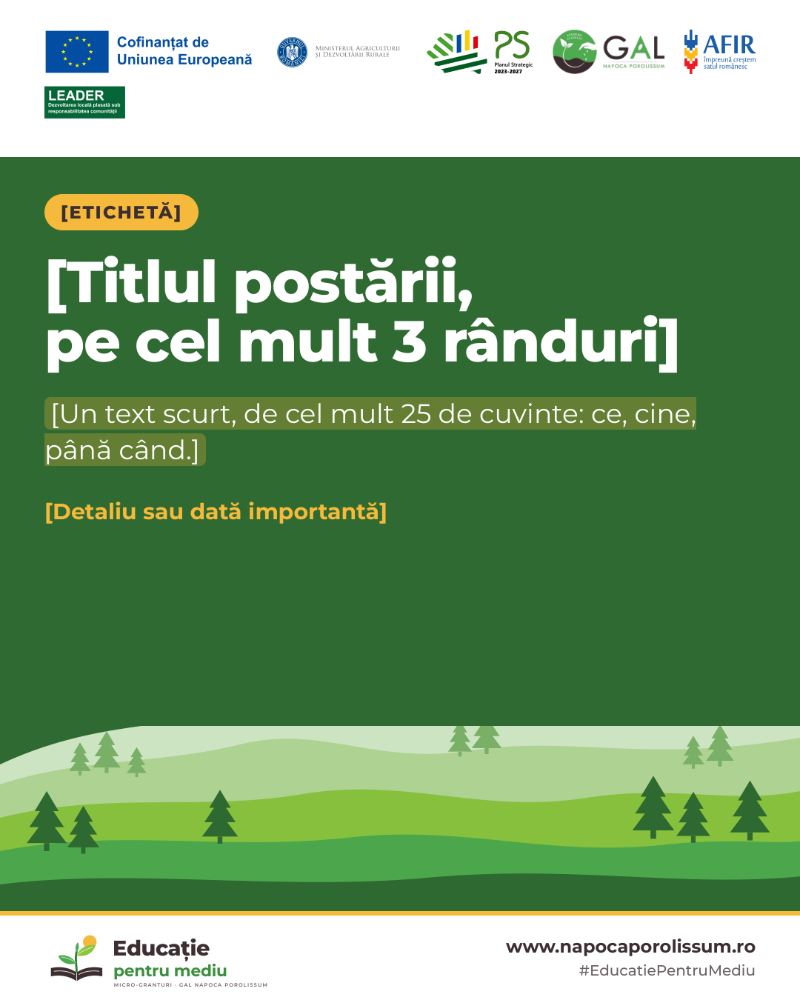 Cofinanțat de
Uniunea Europeană
GUVERNUL ROMÂNIEI
Ministerul Agriculturii
și Dezvoltării Rurale
PS
Planul Strategic
2023-2027
GAL
NAPOCA POROLISSUM
AFIR
împreună creștem
satul românesc
LEADER
Dezvoltarea locală plasată sub
responsabilitatea comunității
[ETICHETĂ]
[Titlul postării,
pe cel mult 3 rânduri]
[Un text scurt, de cel mult 25 de cuvinte: ce, cine,
până când.]
[Detaliu sau dată importantă]
Educație
pentru mediu
MICRO-GRANTURI · GAL NAPOCA POROLISSUM
www.napocaporolissum.ro
#EducatiePentruMediu